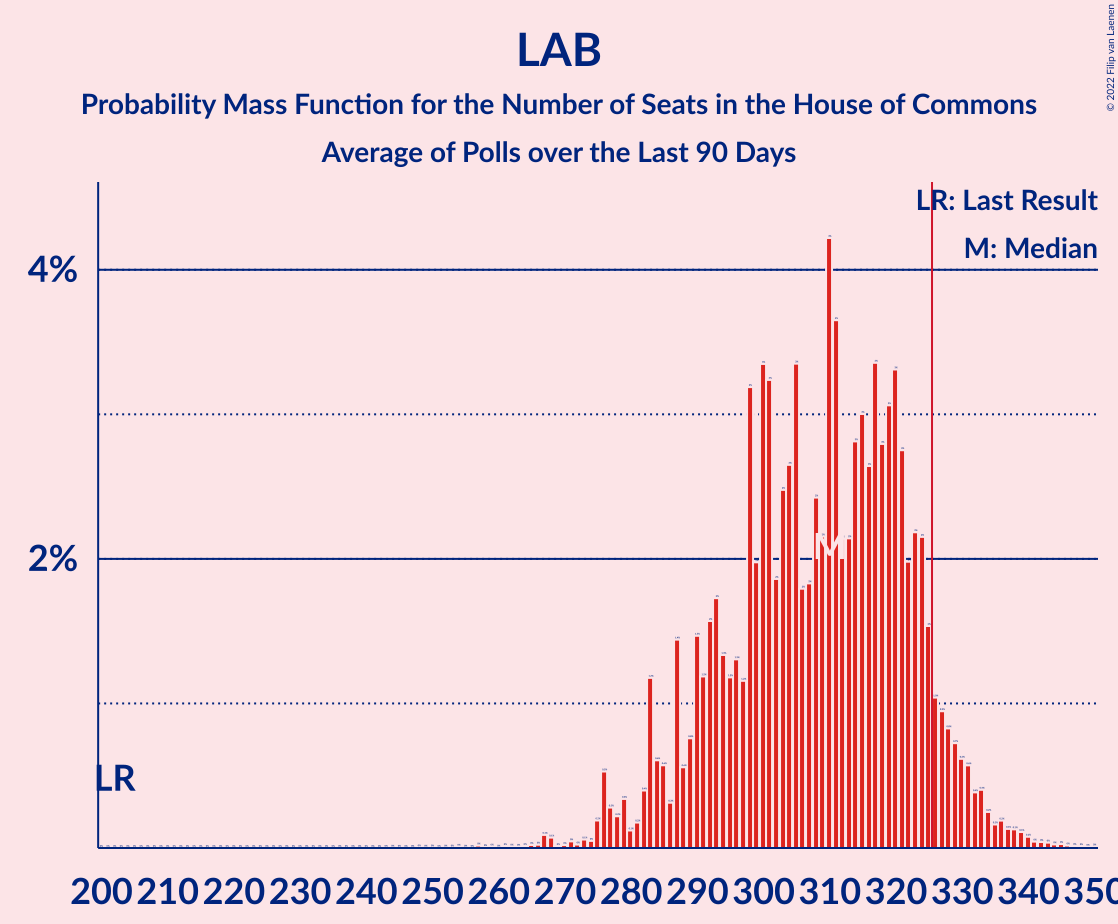 LAB
Probability Mass Function for the Number of Seats in the House of Commons
Average of Polls over the Last 90 Days
© 2022 Filip van Laenen
LR: Last Result
M: Median
4%
2%
M
LR
200 210 220 230 240 250 260 270 280 290 300 310 320 330 340 350